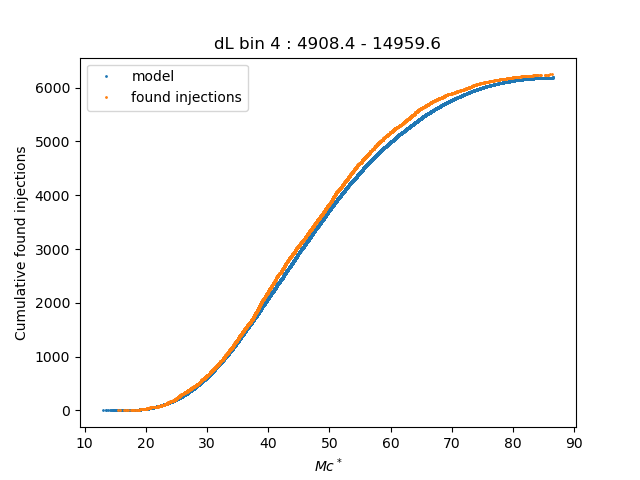 dL bin 4 : 4908.4 - 14959.6
model
found injections
Cumulative found injections
6000
5000
4000
3000
2000
1000
0
10 20 30 40 50 60 70 80 90
Mc*